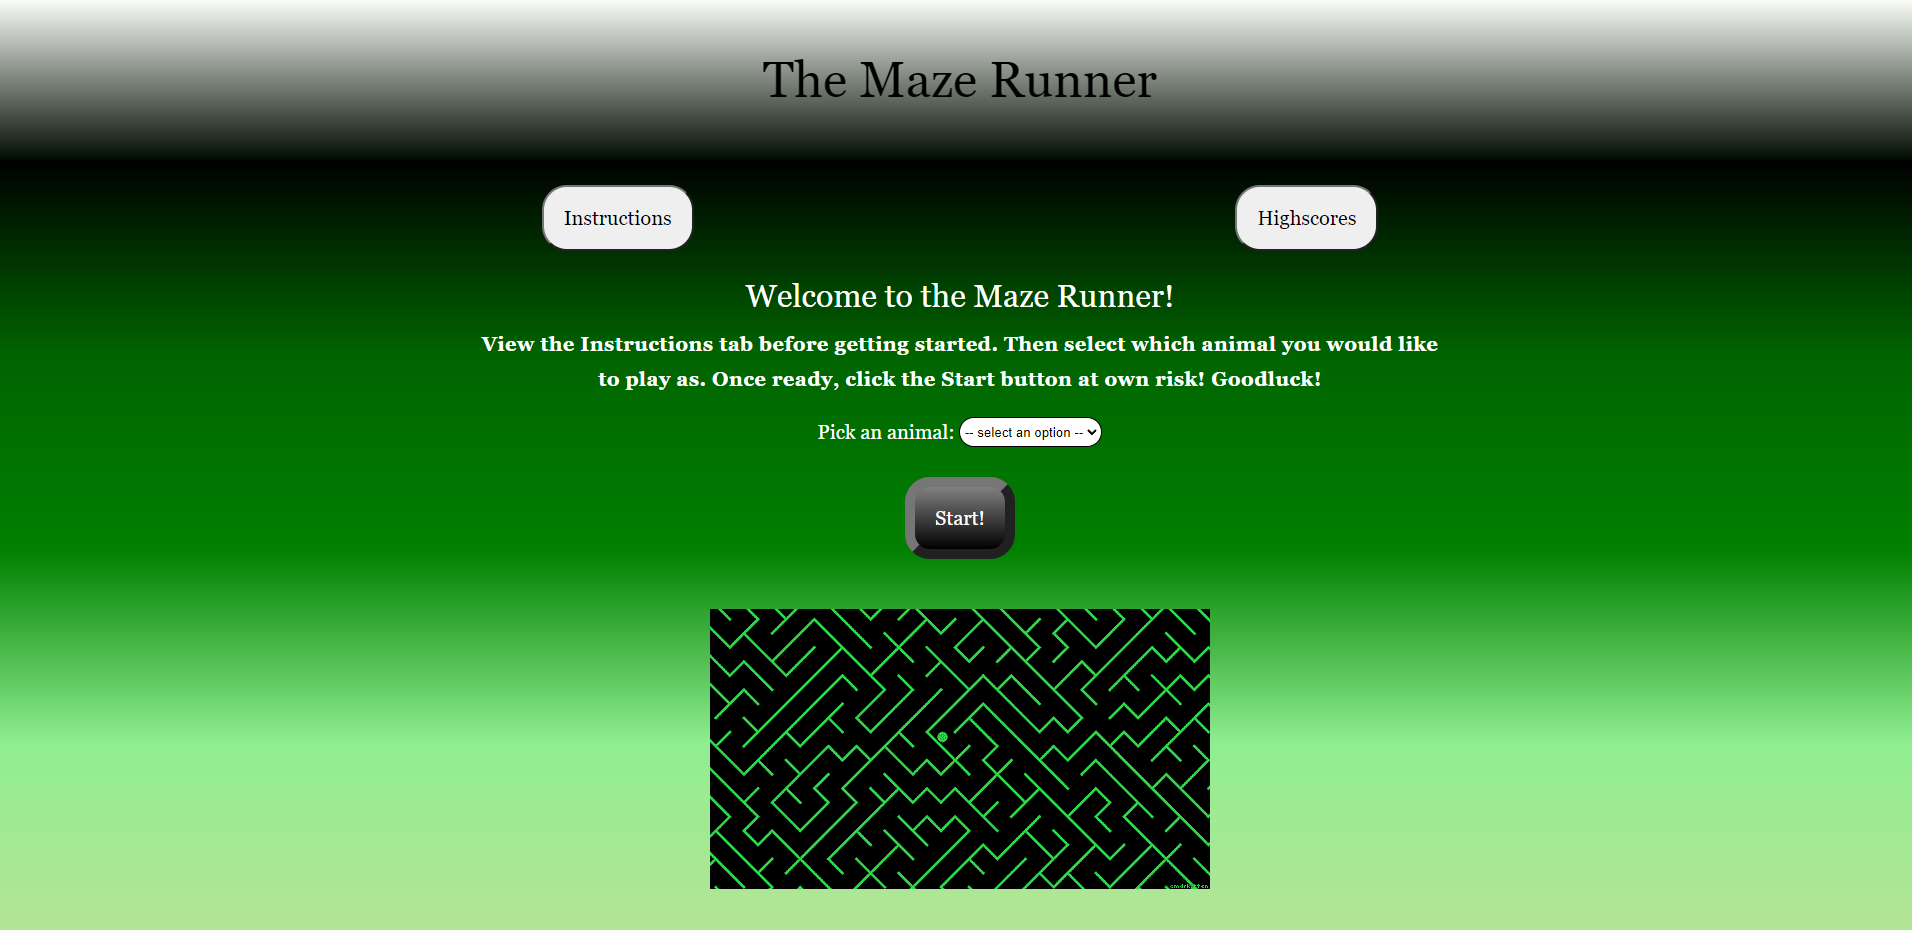 The Maze Runner
Instructions
Highscores
Welcome to the Maze Runner!
View the Instructions tab before getting started. Then select which animal you would like
to play as. Once ready, click the Start button at own risk! Goodluck!
Pick an animal: -- select an option --
Start!